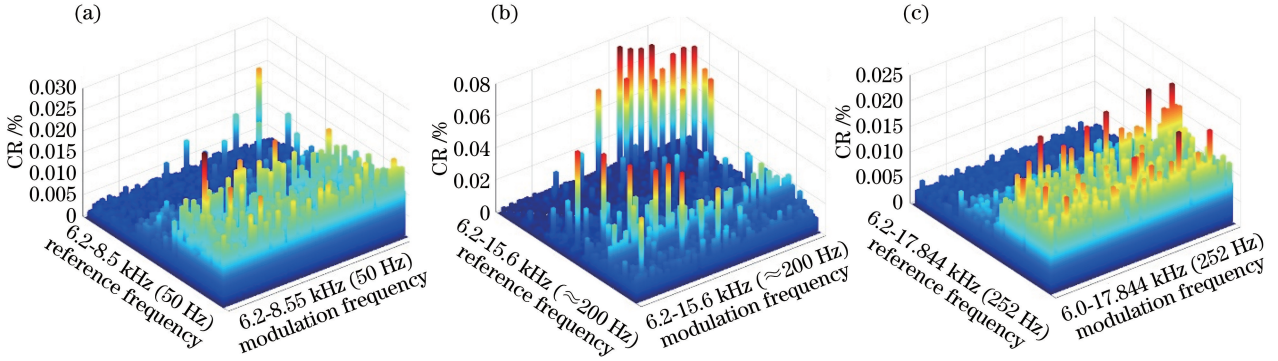 (a)
CR /%
0.030
0.025
0.020
0.015
0.010
0.005
0
6.2-8.5 kHz (50 Hz)
reference frequency
6.2-8.55 kHz (50 Hz)
modulation frequency
(b)
CR /%
0.08
0.06
0.04
0.02
0
6.2-15.6 kHz (≈200 Hz)
reference frequency
6.2-15.6 kHz (≈200 Hz)
modulation frequency
(c)
CR /%
0.025
0.020
0.015
0.010
0.005
0
6.2-17.844 kHz (252 Hz)
reference frequency
6.0-17.844 kHz (252 Hz)
modulation frequency